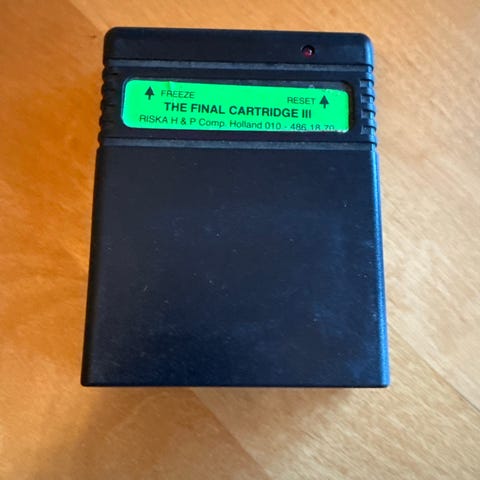 FREEZE
RESET
THE FINAL CARTRIDGE III
RISKA H & P Comp. Holland 010 - 486.18.70